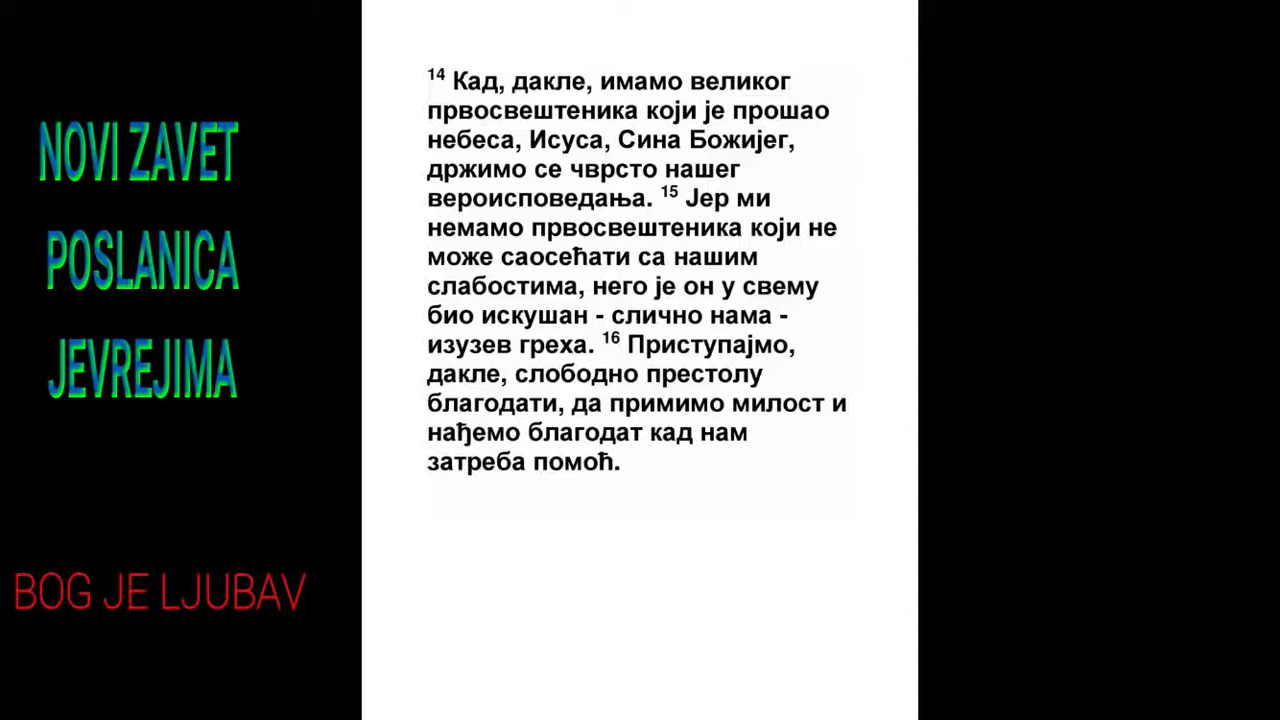 NOVI ZAVET
POSLANICA
JEVREJIMA
BOG JE LJUBAV
14 Кад, дакле, имамо великог
првосвештеника који је прошао
небеса, Исуса, Сина Божијег,
држимо се чврсто нашег
вероисповедања. 15 Јер ми
немамо првосвештеника који не
може саосећати са нашим
слабостима, него је он у свему
био искушан - слично нама -
изузев греха. 16 Приступајмо,
дакле, слободно престолу
благодати, да примимо милост и
нађемо благодат кад нам
затреба помоћ.